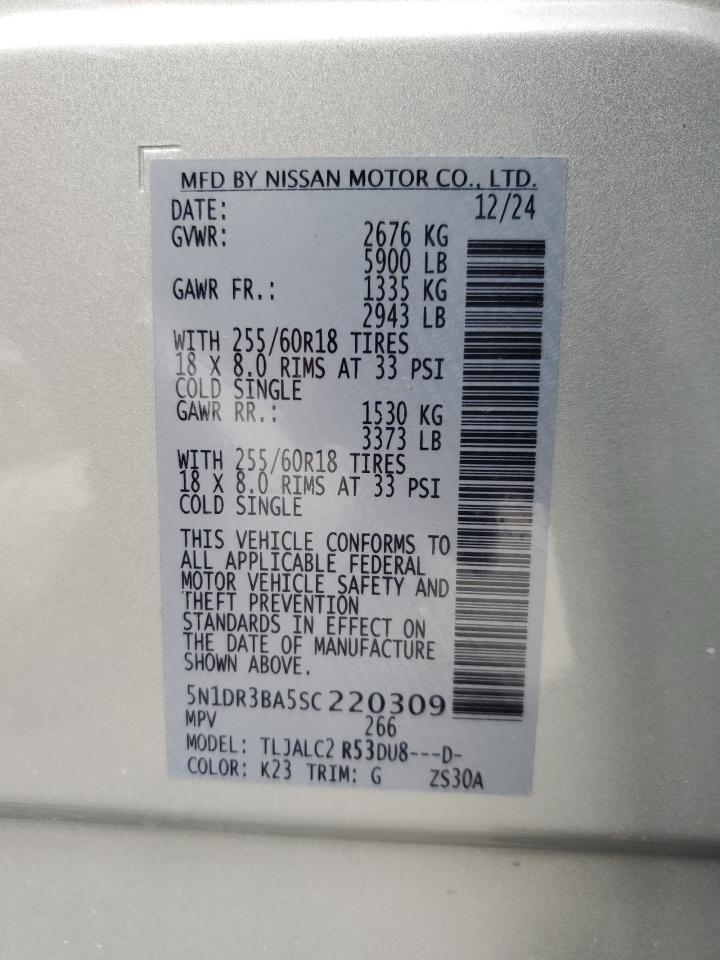 MFD BY NISSAN MOTOR CO., LTD.
DATE: 12/24
GVWR: 2676 KG
5900 LB
GAWR FR.: 1335 KG
2943 LB
WITH 255/60R18 TIRES
18 X 8.0 RIMS AT 33 PSI
COLD SINGLE
GAWR RR.: 1530 KG
3373 LB
WITH 255/60R18 TIRES
18 X 8.0 RIMS AT 33 PSI
COLD SINGLE
THIS VEHICLE CONFORMS TO
ALL APPLICABLE FEDERAL
MOTOR VEHICLE SAFETY AND
THEFT PREVENTION
STANDARDS IN EFFECT ON
THE DATE OF MANUFACTURE
SHOWN ABOVE.
5N1DR3BA5SC220309
MPV 266
MODEL: TLJALC2 R53DU8---D-
COLOR: K23 TRIM: G ZS30A